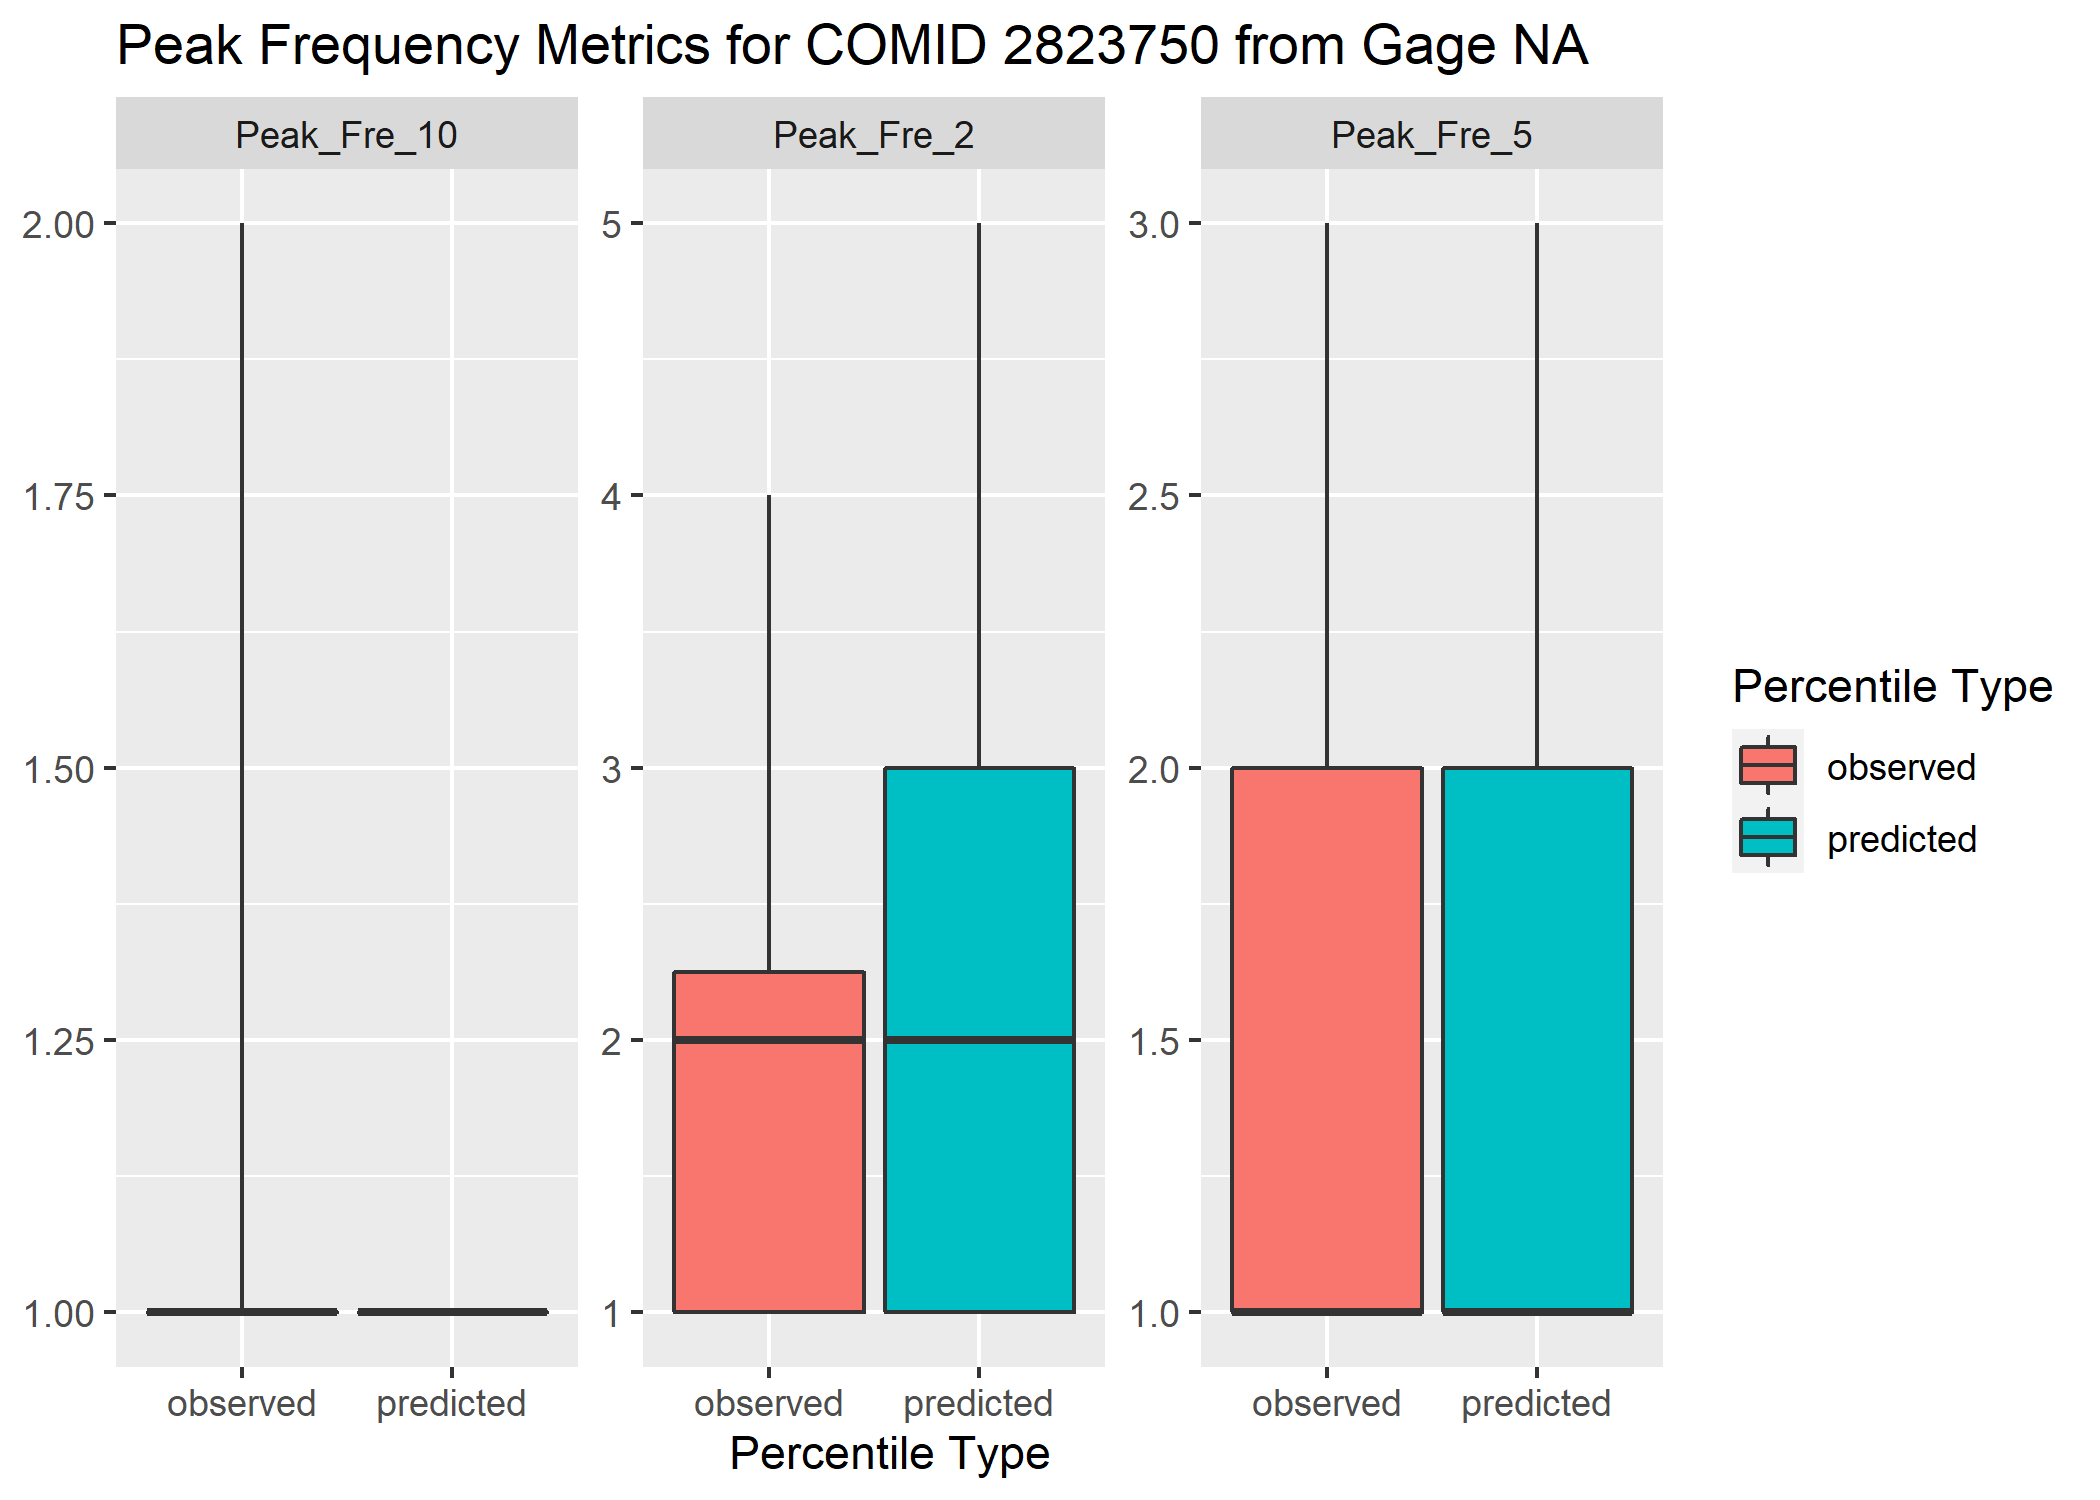 Peak Frequency Metrics for COMID 2823750 from Gage NA
Peak_Fre_10
2.00
1.75
1.50
1.25
1.00
observed predicted
Peak_Fre_2
5
4
3
2
1
observed predicted
Peak_Fre_5
3.0
2.5
2.0
1.5
1.0
observed predicted
Percentile Type
Percentile Type
observed
predicted